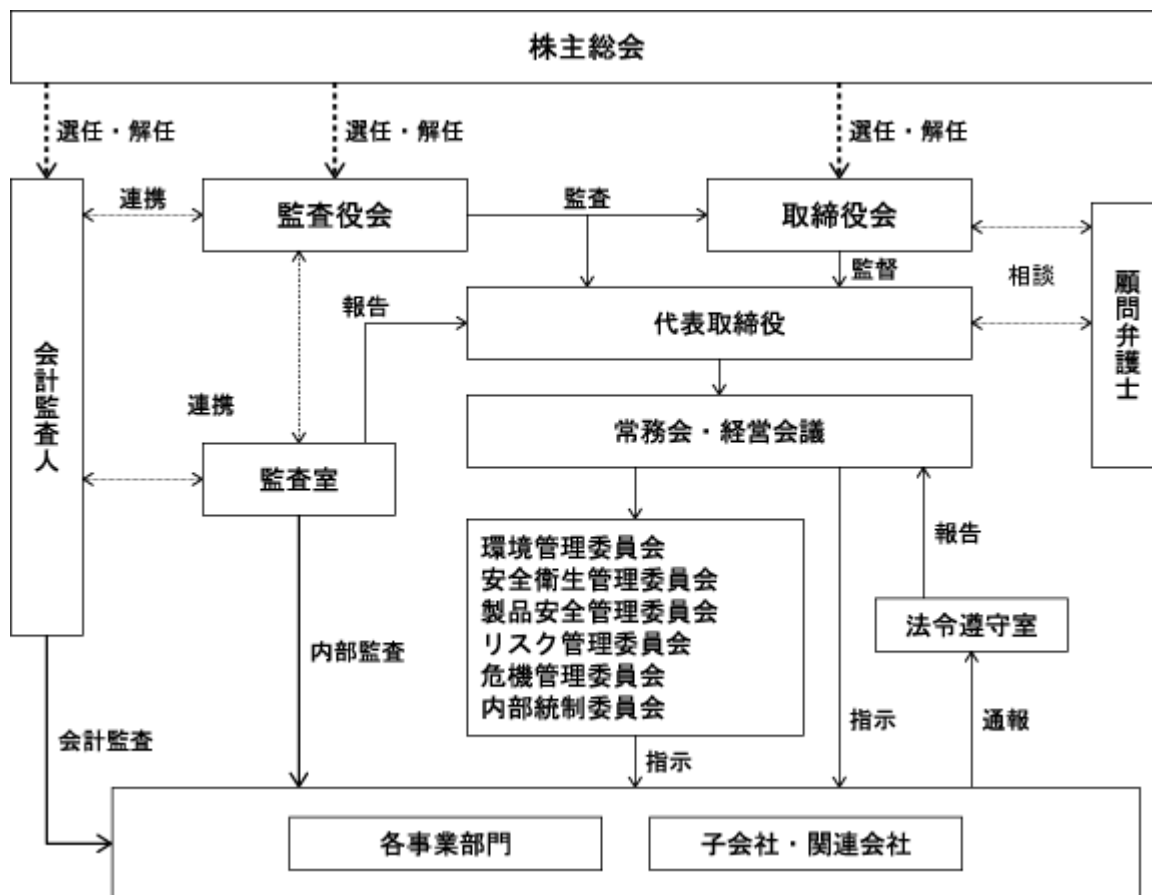 株主総会
選任・解任
選任・解任
選任・解任
連携
監査役会
監査
取締役会
監督
相談
顧問弁護士
報告
代表取締役
会計監査人
連携
常務会・経営会議
監査室
報告
環境管理委員会
安全衛生管理委員会
製品安全管理委員会
リスク管理委員会
危機管理委員会
内部統制委員会
法令遵守室
内部監査
会計監査
指示
指示
通報
各事業部門
子会社・関連会社